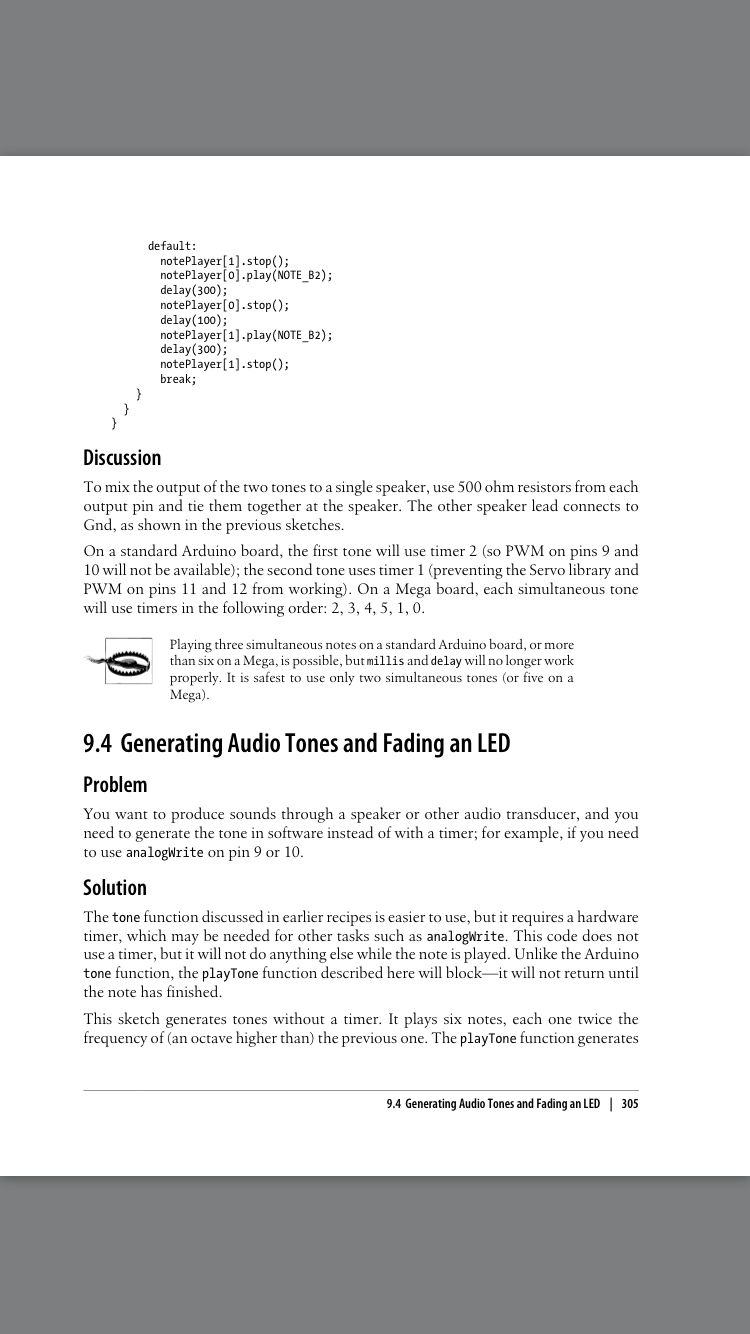 default:
notePlayer[1].stop();
notePlayer[0].play(NOTE_B2);
delay(300);
notePlayer[0].stop();
delay(100);
notePlayer[1].play(NOTE_B2);
delay(300);
notePlayer[1].stop();
break;
}
}
}
Discussion
To mix the output of the two tones to a single speaker, use 500 ohm resistors from each
output pin and tie them together at the speaker. The other speaker lead connects to
Gnd, as shown in the previous sketches.
On a standard Arduino board, the first tone will use timer 2 (so PWM on pins 9 and
10 will not be available); the second tone uses timer 1 (preventing the Servo library and
PWM on pins 11 and 12 from working). On a Mega board, each simultaneous tone
will use timers in the following order: 2, 3, 4, 5, 1, 0.
Playing three simultaneous notes on a standard Arduino board, or more
than six on a Mega, is possible, but millis and delay will no longer work
properly. It is safest to use only two simultaneous tones (or five on a
Mega).
9.4 Generating Audio Tones and Fading an LED
Problem
You want to produce sounds through a speaker or other audio transducer, and you
need to generate the tone in software instead of with a timer; for example, if you need
to use analogWrite on pin 9 or 10.
Solution
The tone function discussed in earlier recipes is easier to use, but it requires a hardware
timer, which may be needed for other tasks such as analogWrite. This code does not
use a timer, but it will not do anything else while the note is played. Unlike the Arduino
tone function, the playTone function described here will block—it will not return until
the note has finished.
This sketch generates tones without a timer. It plays six notes, each one twice the
frequency of (an octave higher than) the previous one. The playTone function generates
9.4 Generating Audio Tones and Fading an LED | 305